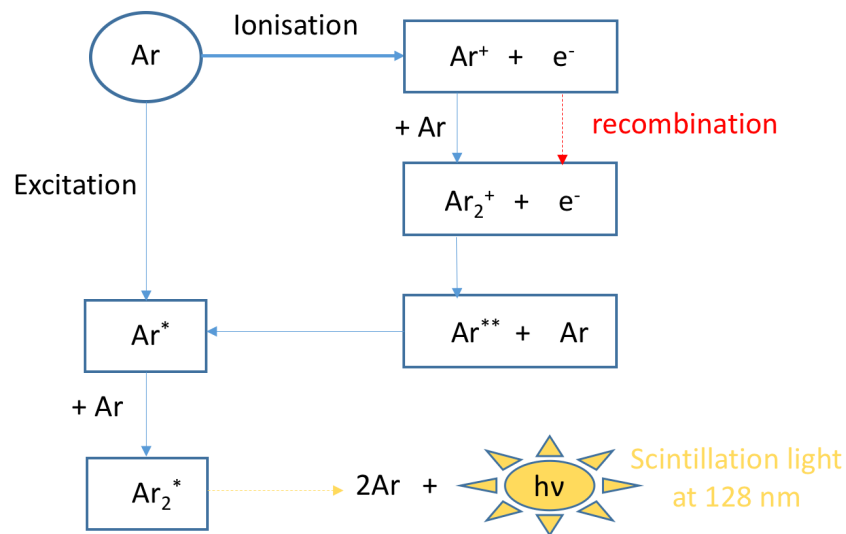 Ionisation
Ar
Ar⁺ + e⁻
+ Ar
recombination
Excitation
Ar₂⁺ + e⁻
Ar*
Ar** + Ar
+ Ar
Ar₂*
2Ar + hν
Scintillation light
at 128 nm